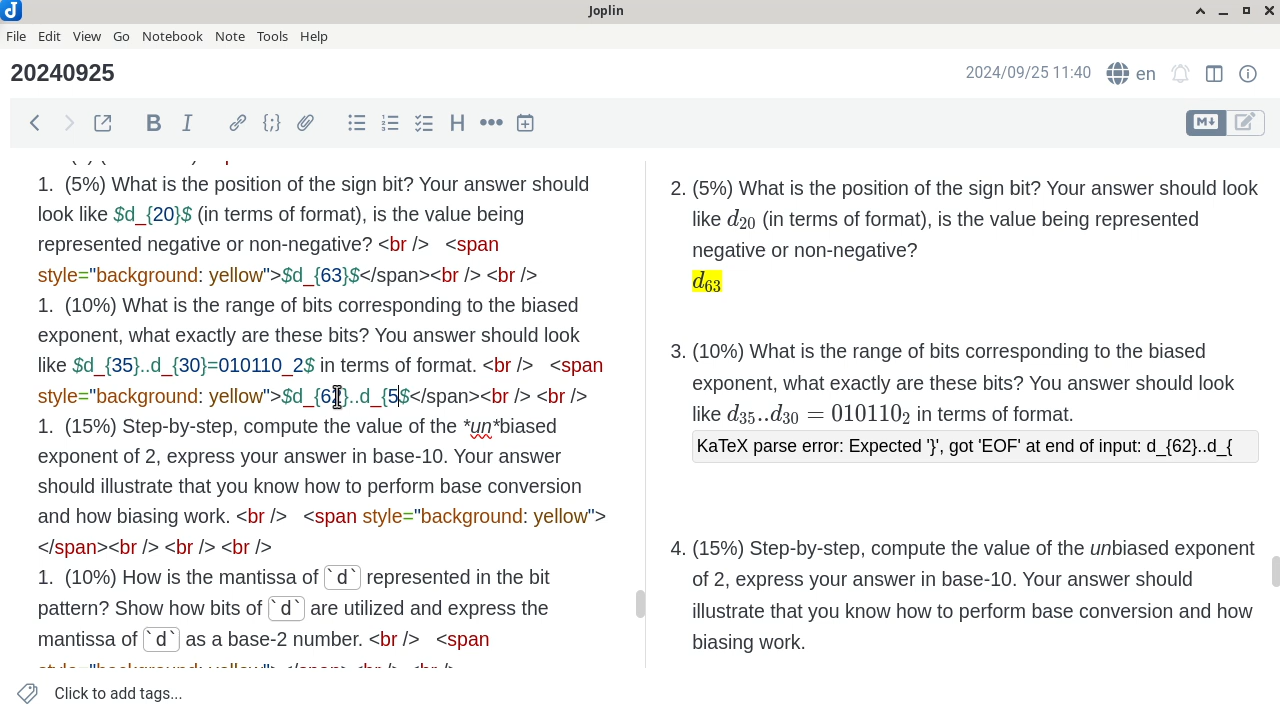 Joplin
File Edit View Go Notebook Note Tools Help
20240925
2024/09/25 11:40
en
1. (5%) What is the position of the sign bit? Your answer should
look like $d_{20}$ (in terms of format), is the value being
represented negative or non-negative? <br /> <span
style="background: yellow">$d_{63}$</span><br /> <br />
1. (10%) What is the range of bits corresponding to the biased
exponent, what exactly are these bits? You answer should look
like $d_{35}..d_{30}=010110_2$ in terms of format. <br /> <span
style="background: yellow">$d_{62}..d_{5$</span><br /> <br />
1. (15%) Step-by-step, compute the value of the *un*biased
exponent of 2, express your answer in base-10. Your answer
should illustrate that you know how to perform base conversion
and how biasing work. <br /> <span style="background: yellow">
</span><br /> <br /> <br />
1. (10%) How is the mantissa of `d` represented in the bit
pattern? Show how bits of `d` are utilized and express the
mantissa of `d` as a base-2 number. <br /> <span
2. (5%) What is the position of the sign bit? Your answer should look
like d₂₀ (in terms of format), is the value being represented
negative or non-negative?
d₆₃
3. (10%) What is the range of bits corresponding to the biased
exponent, what exactly are these bits? You answer should look
like d₃₅..d₃₀ = 010110₂ in terms of format.
KaTeX parse error: Expected '}', got 'EOF' at end of input: d_{62}..d_{
4. (15%) Step-by-step, compute the value of the unbiased exponent
of 2, express your answer in base-10. Your answer should
illustrate that you know how to perform base conversion and how
biasing work.
Click to add tags...